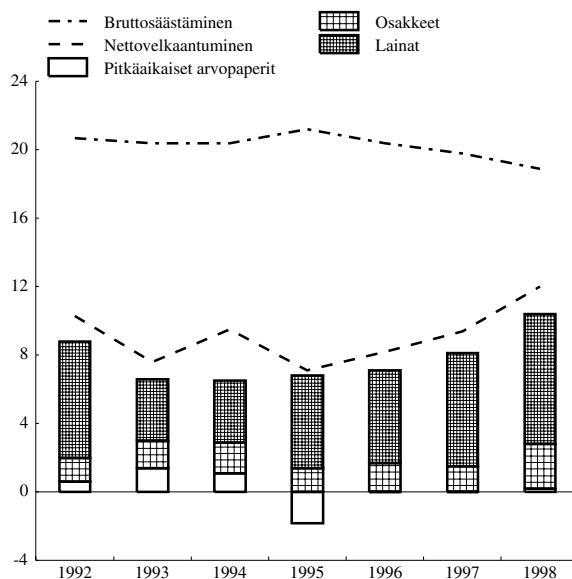 Bruttosäästäminen
Nettovelkaantuminen
Pitkäaikaiset arvopaperit
Osakkeet
Lainat
24
20
16
12
8
4
0
-4
1992 1993 1994 1995 1996 1997 1998